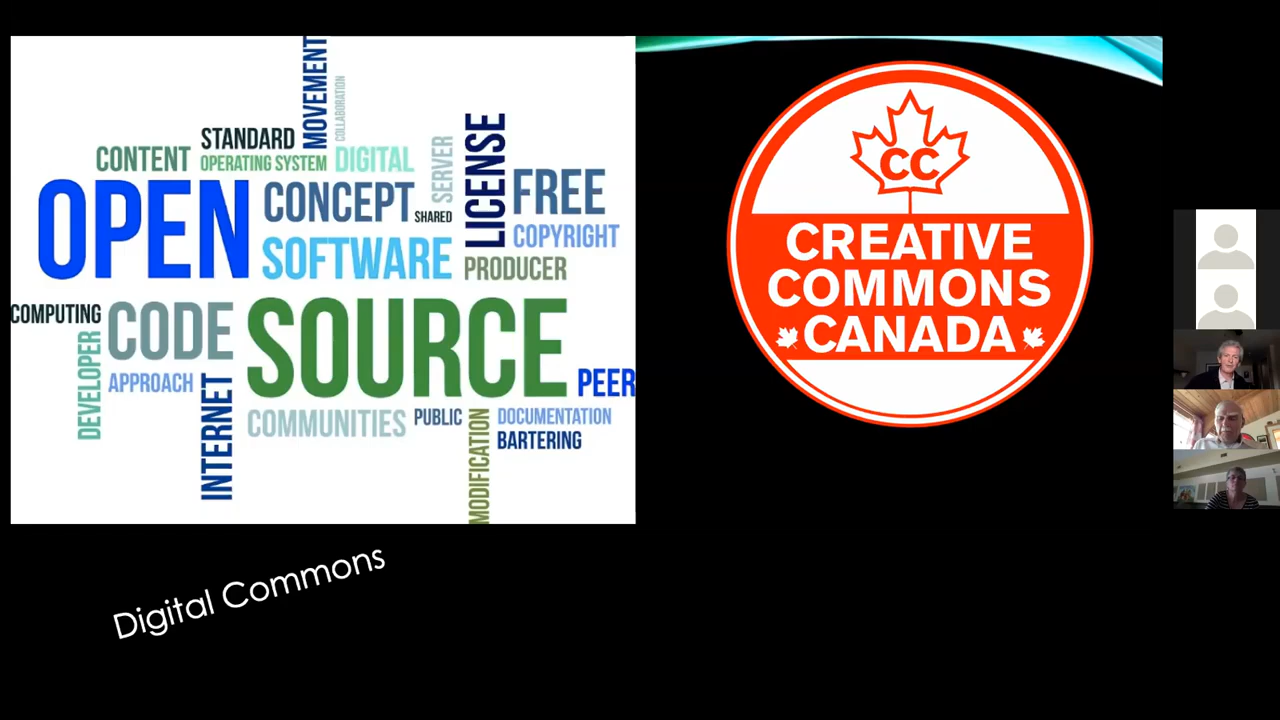 MOVEMENT
COLLABORATION
STANDARD
CONTENT
OPERATING SYSTEM
DIGITAL
SERVER
LICENSE
OPEN
CONCEPT
SHARED
FREE
SOFTWARE
COPYRIGHT
PRODUCER
COMPUTING
CODE
SOURCE
DEVELOPER
APPROACH
INTERNET
PEER
COMMUNITIES
PUBLIC
MODIFICATION
DOCUMENTATION
BARTERING
CC
CREATIVE
COMMONS
CANADA
Digital Commons